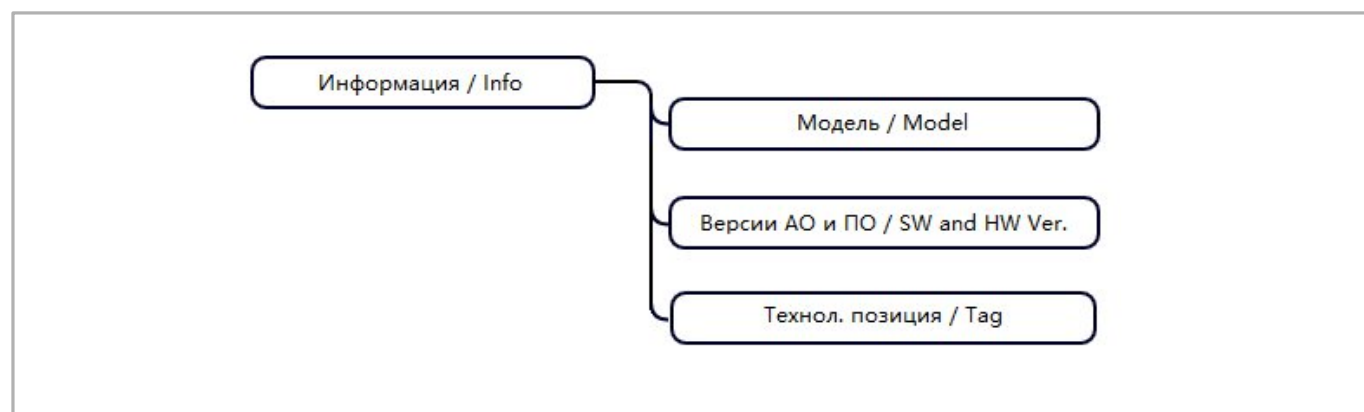 Информация / Info
Модель / Model
Версии АО и ПО / SW and HW Ver.
Технол. позиция / Tag